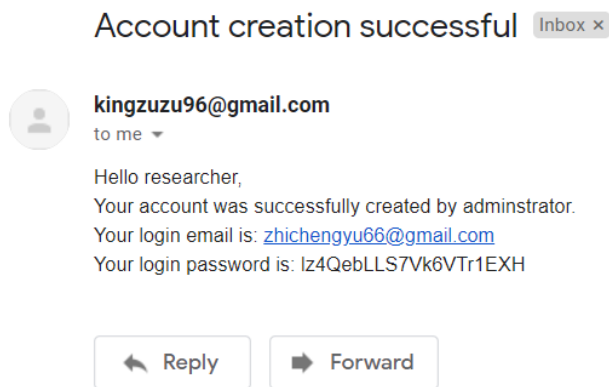 Account creation successful Inbox ×
kingzuzu96@gmail.com
to me
Hello researcher,
Your account was successfully created by adminstrator.
Your login email is: zhichengyu66@gmail.com
Your login password is: lz4QebLLS7Vk6VTr1EXH
Reply Forward